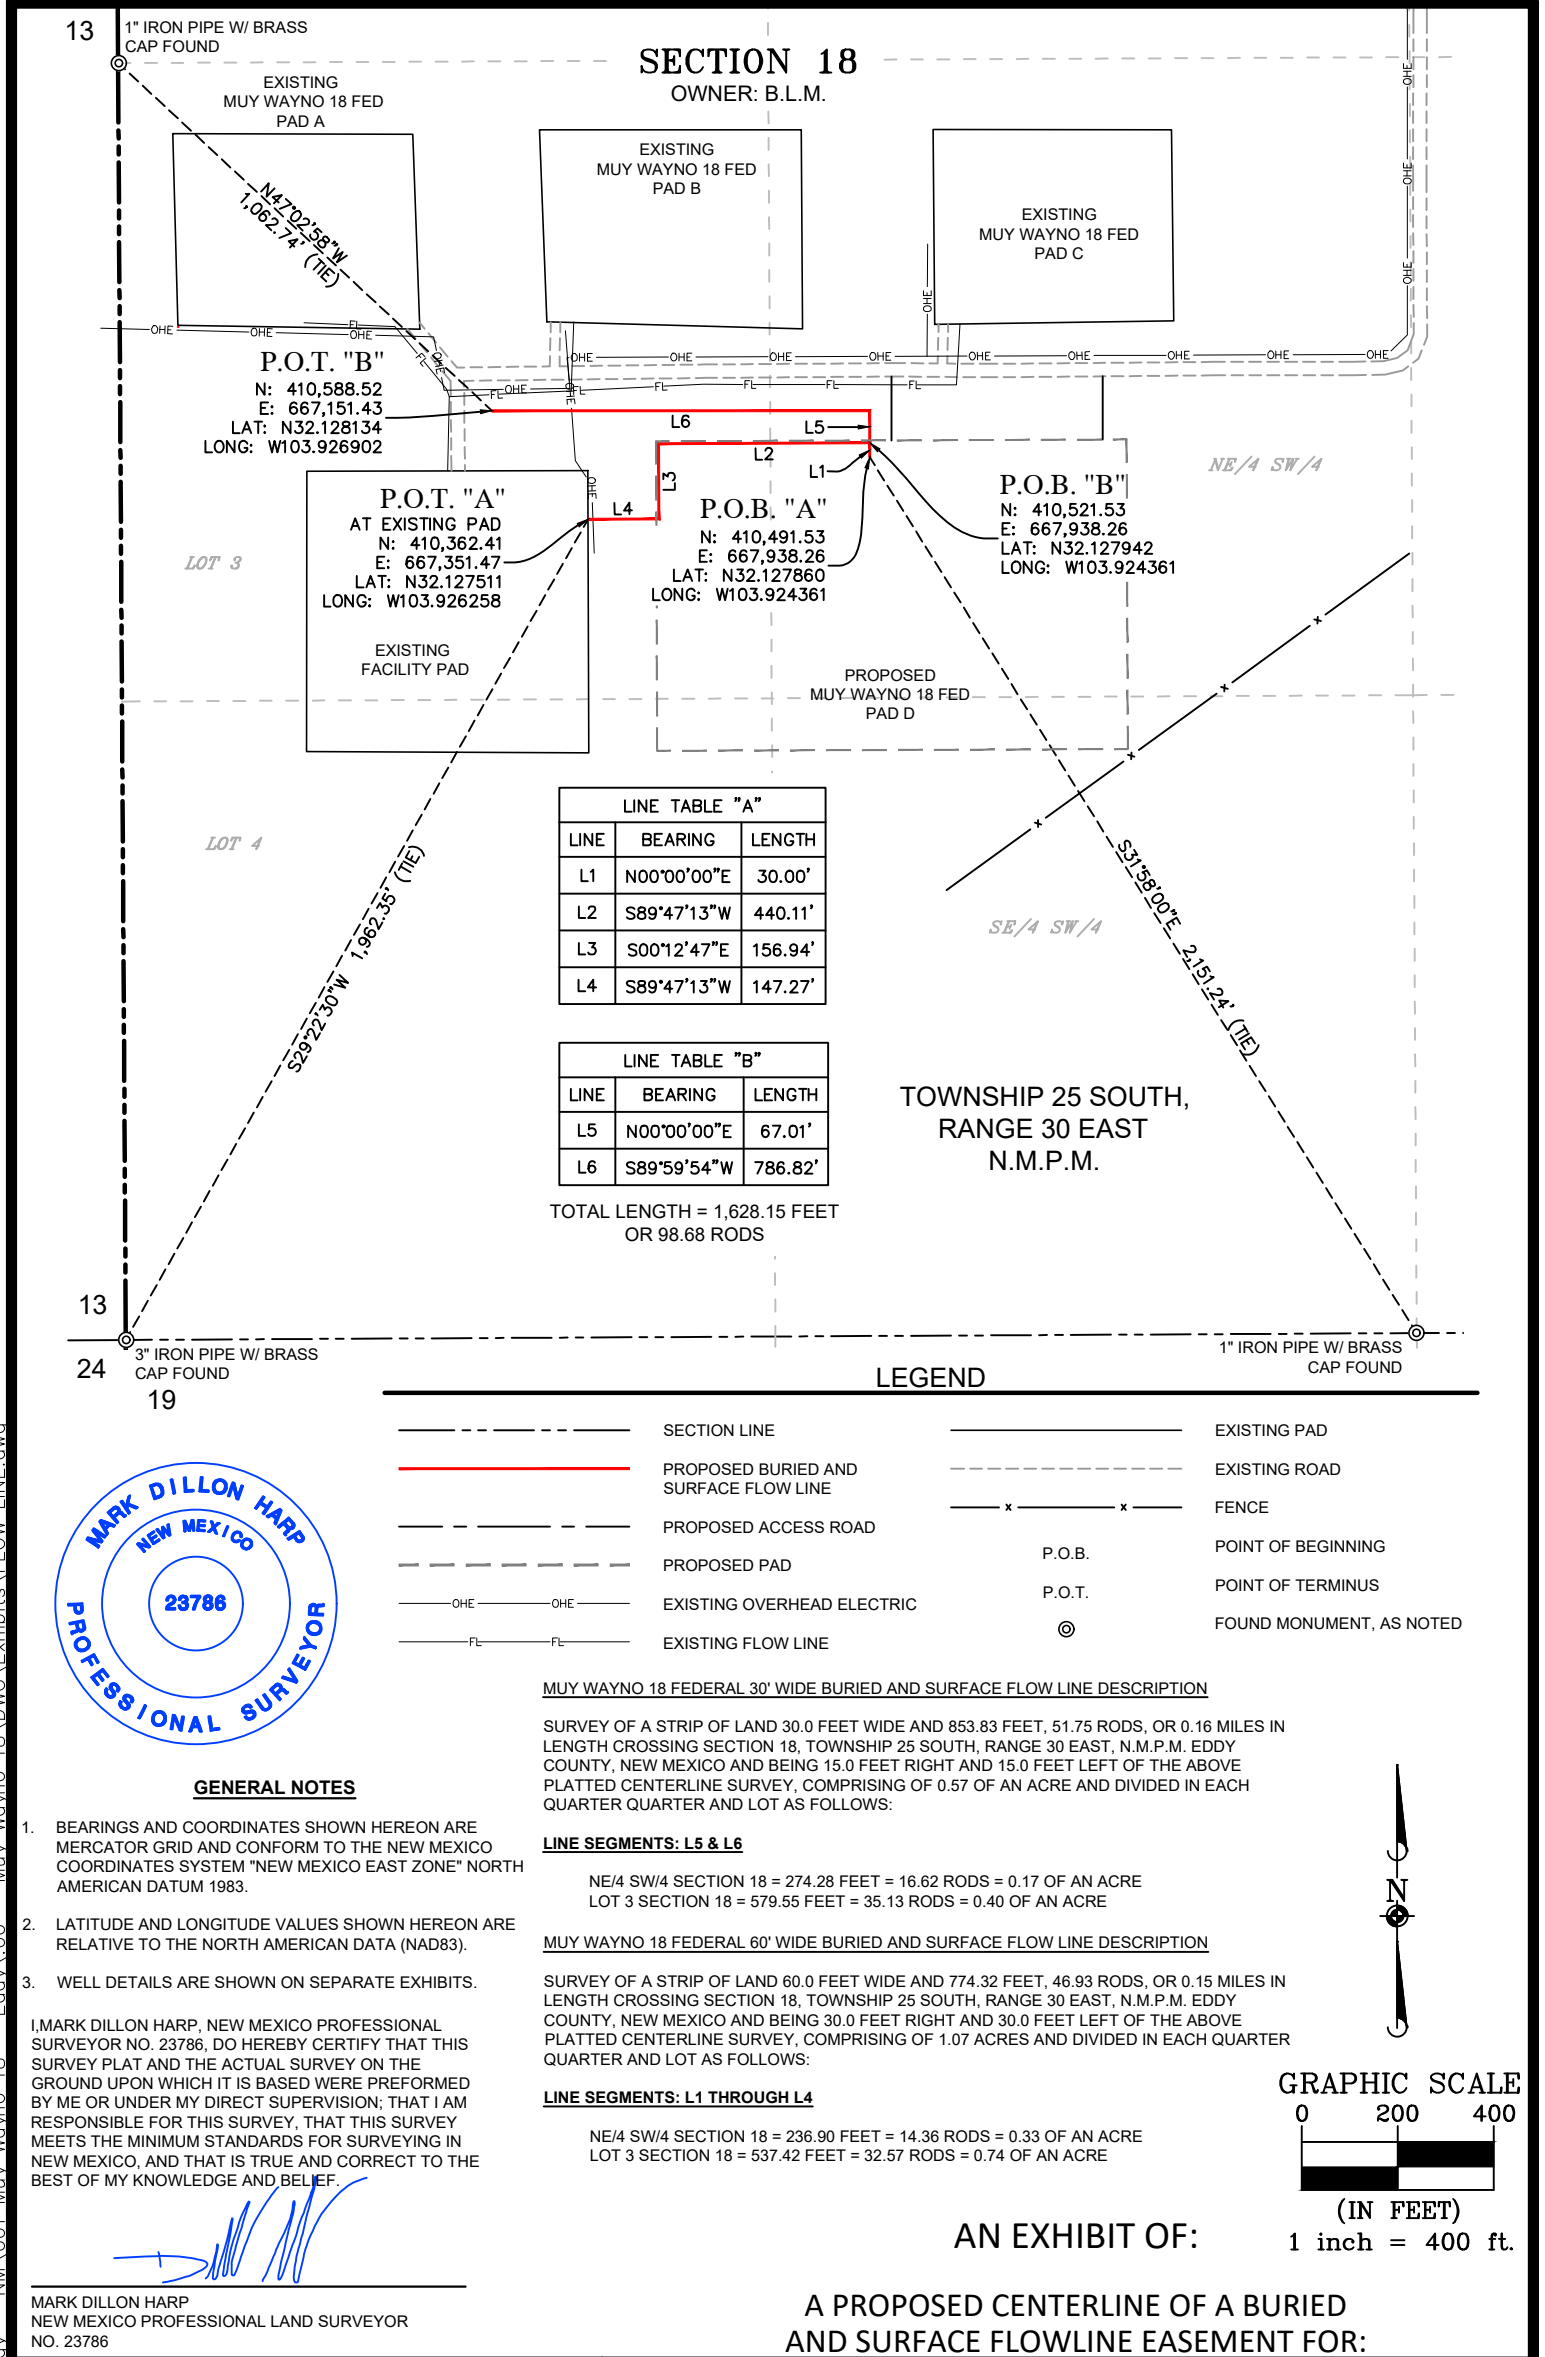 13
1" IRON PIPE W/ BRASS
CAP FOUND
SECTION 18
OWNER: B.L.M.
EXISTING
MUY WAYNO 18 FED
PAD A
EXISTING
MUY WAYNO 18 FED
PAD B
EXISTING
MUY WAYNO 18 FED
PAD C
N47°02'58"W
1,062.74' (TIE)
OHE
OHE
OHE
OHE
OHE
OHE
FL
OHE
OHE
OHE
OHE
OHE
OHE
OHE
OHE
OHE
OHE
OHE
OHE
FL
FL
OHE
FL
FL
FL
FL
FL
OHE
OHE
P.O.T. "B"
N: 410,588.52
E: 667,151.43
LAT: N32.128134
LONG: W103.926902
L6
L5
L2
L1
L3
L4
P.O.T. "A"
AT EXISTING PAD
N: 410,362.41
E: 667,351.47
LAT: N32.127511
LONG: W103.926258
P.O.B. "A"
N: 410,491.53
E: 667,938.26
LAT: N32.127860
LONG: W103.924361
P.O.B. "B"
N: 410,521.53
E: 667,938.26
LAT: N32.127942
LONG: W103.924361
NE/4 SW/4
LOT 3
EXISTING
FACILITY PAD
PROPOSED
MUY WAYNO 18 FED
PAD D
LOT 4
SE/4 SW/4
S29°22'30"W 1,962.35' (TIE)
S31°58'00"E 2,151.24' (TIE)
LINE TABLE "A"
LINE BEARING LENGTH
L1 N00°00'00"E 30.00'
L2 S89°47'13"W 440.11'
L3 S00°12'47"E 156.94'
L4 S89°47'13"W 147.27'
LINE TABLE "B"
LINE BEARING LENGTH
L5 N00°00'00"E 67.01'
L6 S89°59'54"W 786.82'
TOTAL LENGTH = 1,628.15 FEET
OR 98.68 RODS
TOWNSHIP 25 SOUTH,
RANGE 30 EAST
N.M.P.M.
13
24
19
3" IRON PIPE W/ BRASS
CAP FOUND
1" IRON PIPE W/ BRASS
CAP FOUND
LEGEND
SECTION LINE
PROPOSED BURIED AND
SURFACE FLOW LINE
PROPOSED ACCESS ROAD
PROPOSED PAD
OHE OHE EXISTING OVERHEAD ELECTRIC
FL FL EXISTING FLOW LINE
EXISTING PAD
EXISTING ROAD
x x FENCE
P.O.B. POINT OF BEGINNING
P.O.T. POINT OF TERMINUS
FOUND MONUMENT, AS NOTED
MARK DILLON HARP
NEW MEXICO
23786
PROFESSIONAL SURVEYOR
GENERAL NOTES
1. BEARINGS AND COORDINATES SHOWN HEREON ARE
MERCATOR GRID AND CONFORM TO THE NEW MEXICO
COORDINATES SYSTEM "NEW MEXICO EAST ZONE" NORTH
AMERICAN DATUM 1983.
2. LATITUDE AND LONGITUDE VALUES SHOWN HEREON ARE
RELATIVE TO THE NORTH AMERICAN DATA (NAD83).
3. WELL DETAILS ARE SHOWN ON SEPARATE EXHIBITS.
I,MARK DILLON HARP, NEW MEXICO PROFESSIONAL
SURVEYOR NO. 23786, DO HEREBY CERTIFY THAT THIS
SURVEY PLAT AND THE ACTUAL SURVEY ON THE
GROUND UPON WHICH IT IS BASED WERE PREFORMED
BY ME OR UNDER MY DIRECT SUPERVISION; THAT I AM
RESPONSIBLE FOR THIS SURVEY, THAT THIS SURVEY
MEETS THE MINIMUM STANDARDS FOR SURVEYING IN
NEW MEXICO, AND THAT IS TRUE AND CORRECT TO THE
BEST OF MY KNOWLEDGE AND BELIEF.
MARK DILLON HARP
NEW MEXICO PROFESSIONAL LAND SURVEYOR
NO. 23786
MUY WAYNO 18 FEDERAL 30' WIDE BURIED AND SURFACE FLOW LINE DESCRIPTION
SURVEY OF A STRIP OF LAND 30.0 FEET WIDE AND 853.83 FEET, 51.75 RODS, OR 0.16 MILES IN
LENGTH CROSSING SECTION 18, TOWNSHIP 25 SOUTH, RANGE 30 EAST, N.M.P.M. EDDY
COUNTY, NEW MEXICO AND BEING 15.0 FEET RIGHT AND 15.0 FEET LEFT OF THE ABOVE
PLATTED CENTERLINE SURVEY, COMPRISING OF 0.57 OF AN ACRE AND DIVIDED IN EACH
QUARTER QUARTER AND LOT AS FOLLOWS:
LINE SEGMENTS: L5 & L6
NE/4 SW/4 SECTION 18 = 274.28 FEET = 16.62 RODS = 0.17 OF AN ACRE
LOT 3 SECTION 18 = 579.55 FEET = 35.13 RODS = 0.40 OF AN ACRE
MUY WAYNO 18 FEDERAL 60' WIDE BURIED AND SURFACE FLOW LINE DESCRIPTION
SURVEY OF A STRIP OF LAND 60.0 FEET WIDE AND 774.32 FEET, 46.93 RODS, OR 0.15 MILES IN
LENGTH CROSSING SECTION 18, TOWNSHIP 25 SOUTH, RANGE 30 EAST, N.M.P.M. EDDY
COUNTY, NEW MEXICO AND BEING 30.0 FEET RIGHT AND 30.0 FEET LEFT OF THE ABOVE
PLATTED CENTERLINE SURVEY, COMPRISING OF 1.07 ACRES AND DIVIDED IN EACH QUARTER
QUARTER AND LOT AS FOLLOWS:
LINE SEGMENTS: L1 THROUGH L4
NE/4 SW/4 SECTION 18 = 236.90 FEET = 14.36 RODS = 0.33 OF AN ACRE
LOT 3 SECTION 18 = 537.42 FEET = 32.57 RODS = 0.74 OF AN ACRE
N
GRAPHIC SCALE
0 200 400
(IN FEET)
1 inch = 400 ft.
AN EXHIBIT OF:
A PROPOSED CENTERLINE OF A BURIED
AND SURFACE FLOWLINE EASEMENT FOR: